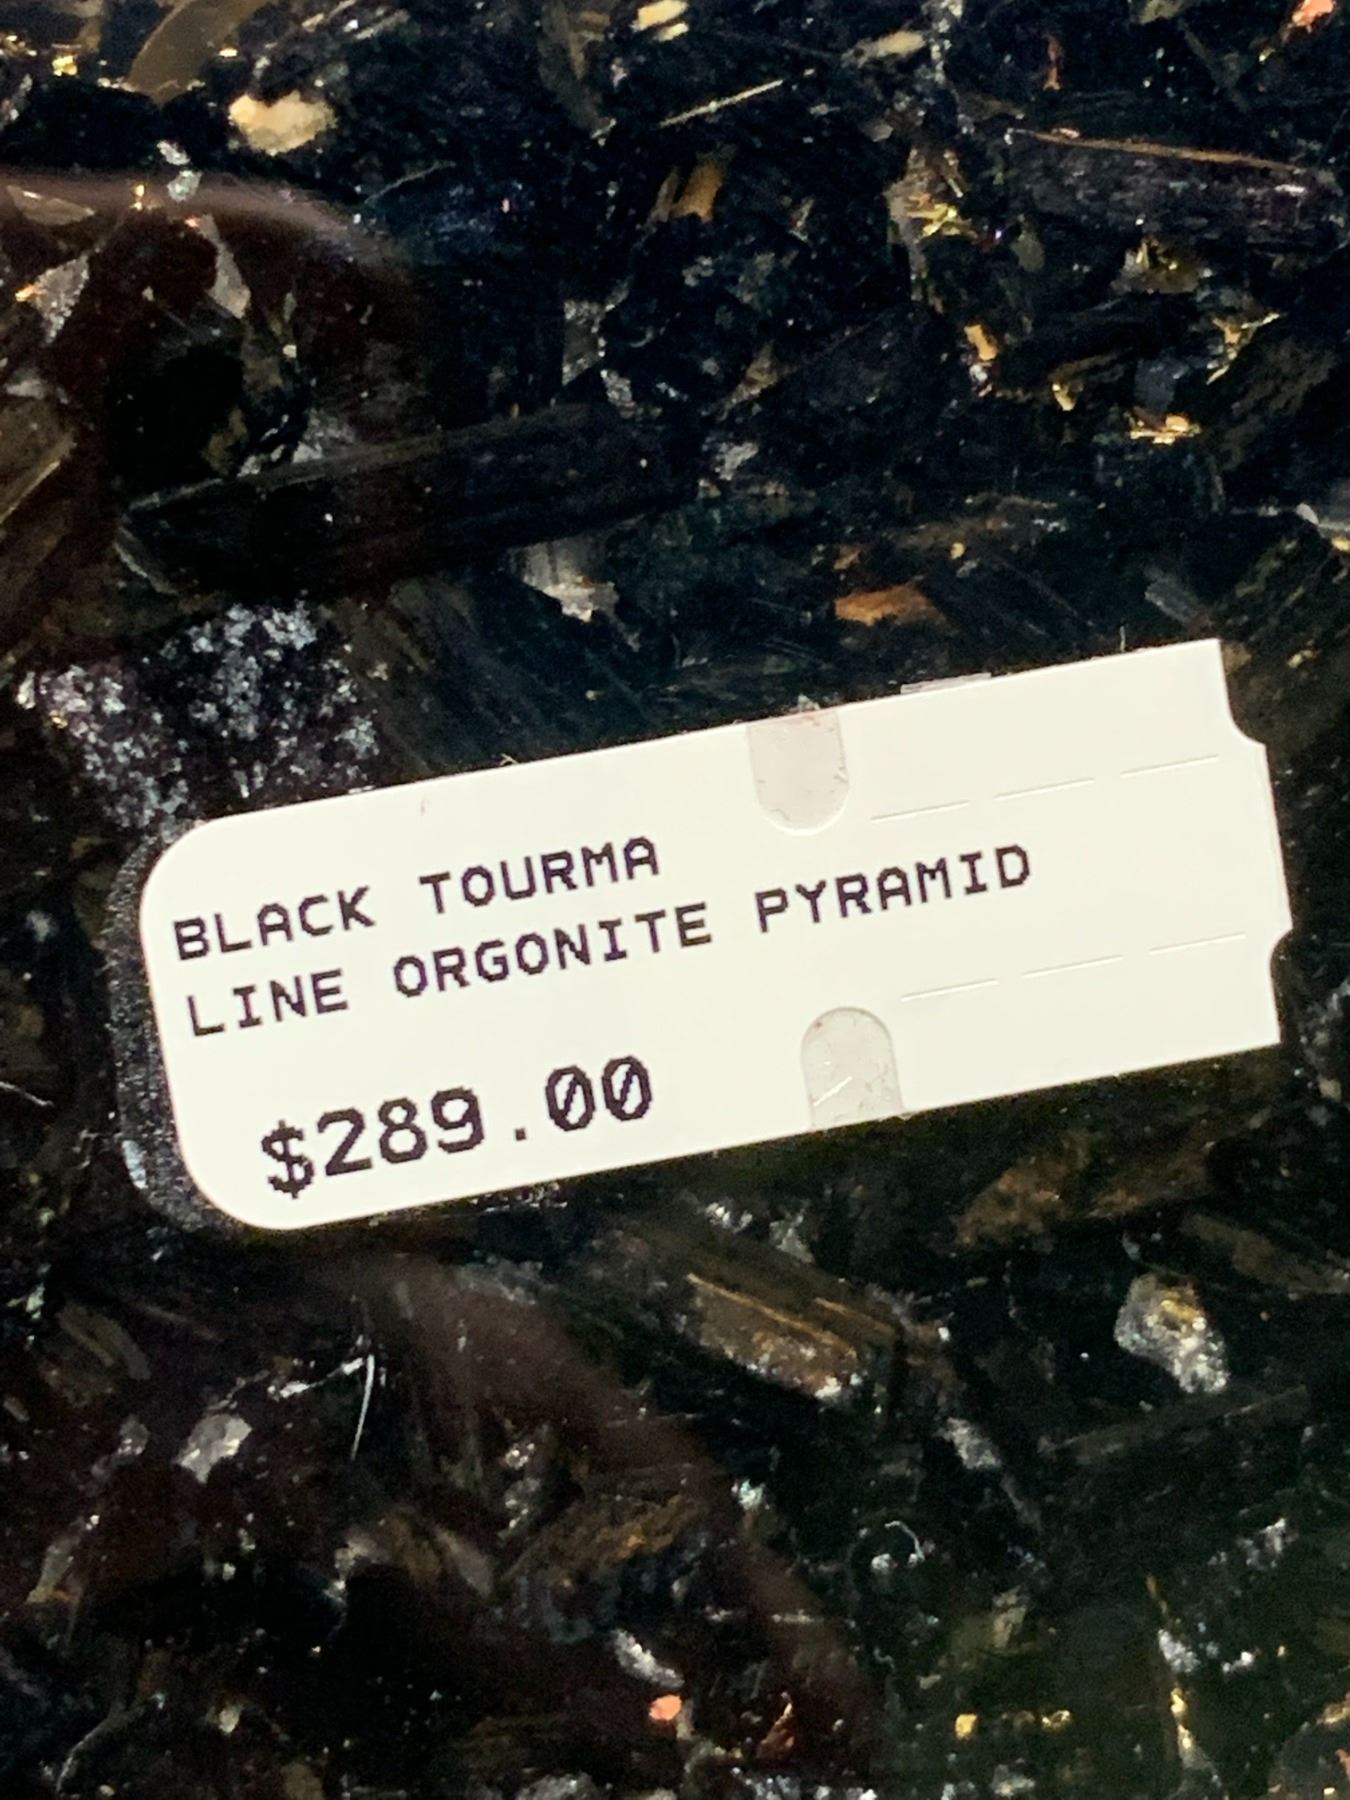 BLACK TOURMA
LINE ORGONITE PYRAMID
$289.00